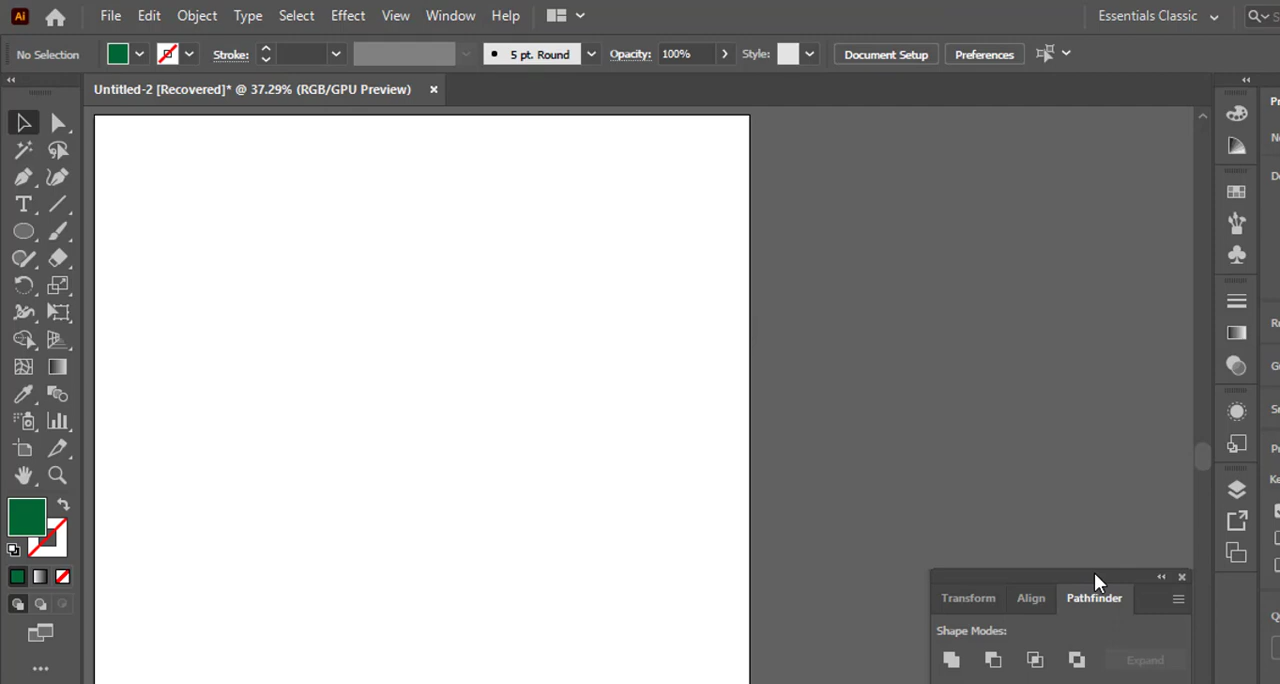 Ai File Edit Object Type Select Effect View Window Help Essentials Classic
No Selection Stroke: 5 pt. Round Opacity: 100% Style: Document Setup Preferences
Untitled-2 [Recovered]* @ 37.29% (RGB/GPU Preview) ×
Transform Align Pathfinder
Shape Modes:
Expand